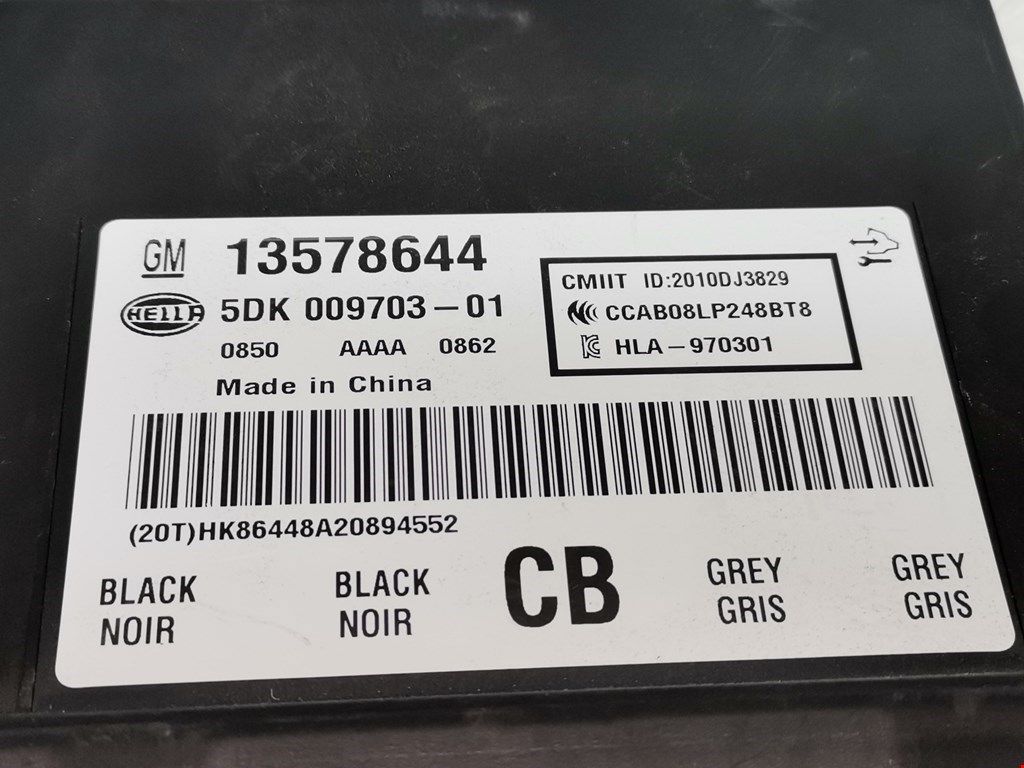 GM 13578644
HELLA 5DK 009703-01
0850 AAAA 0862
Made in China
CMIIT ID:2010DJ3829
CCAB08LP248BT8
HLA-970301
(20T)HK86448A20894552
BLACK BLACK CB GREY GREY
NOIR NOIR GRIS GRIS